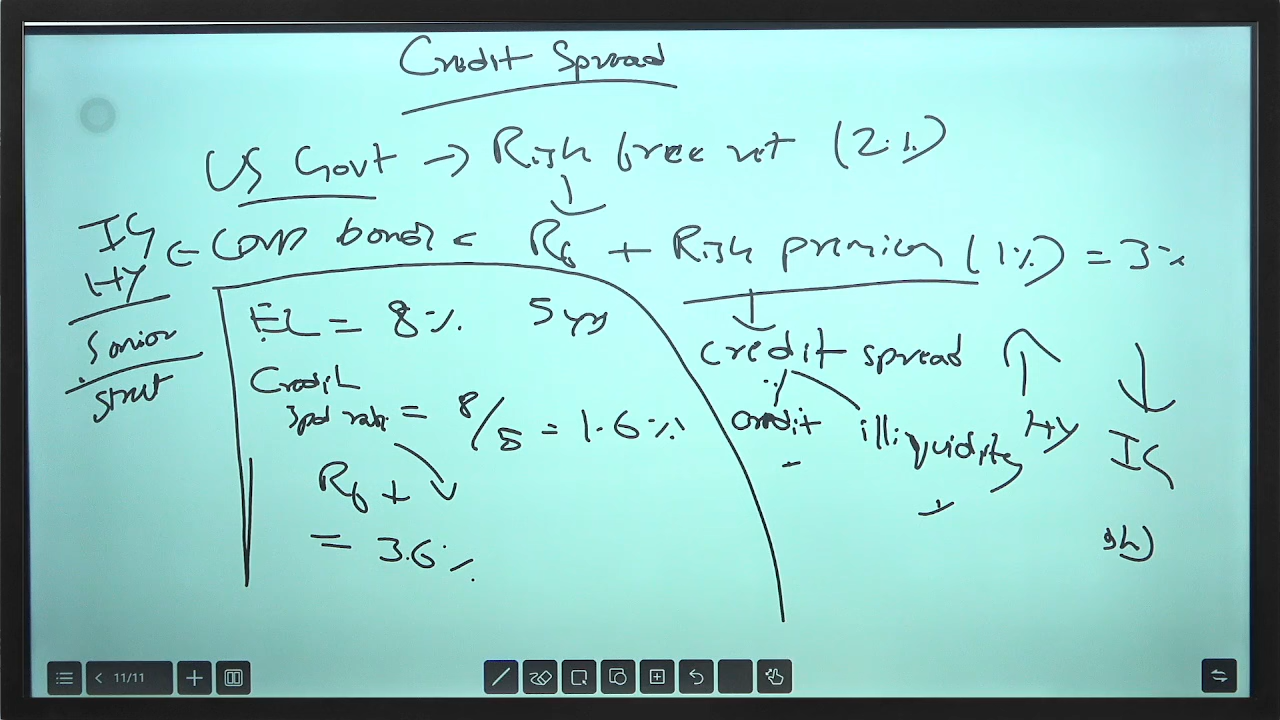 Credit Spread
US Govt → Risk free rat (2%)
IG
HY
Corp bond = Rf + Risk premium (1%) = 3%
Senior
Struct
EL = 8% 5 yrs
Credit
spd rate = 8/5 = 1.6%
Rf +
= 3.6%
credit spread
credit illiquidity
HY
IG
11/11